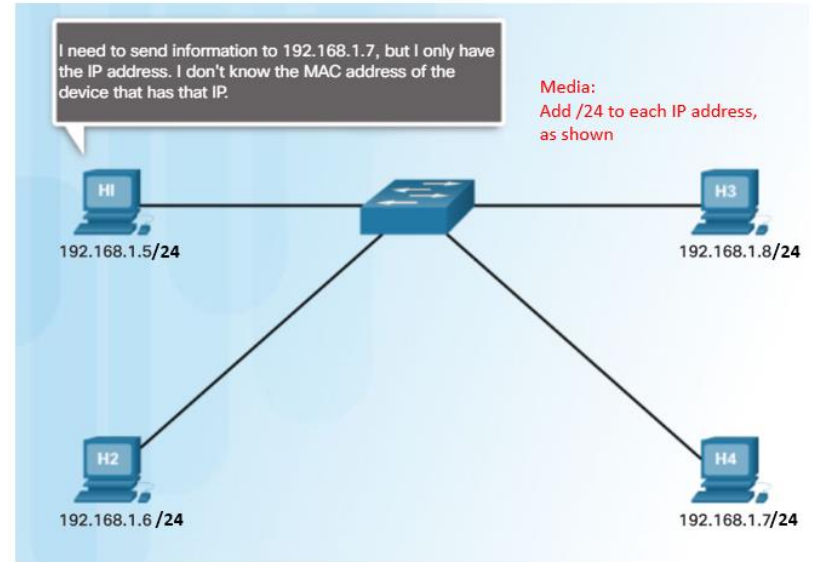 I need to send information to 192.168.1.7, but I only have
the IP address. I don't know the MAC address of the
device that has that IP.
Media:
Add /24 to each IP address,
as shown
H1
H3
192.168.1.5/24
192.168.1.8/24
H2
H4
192.168.1.6 /24
192.168.1.7/24